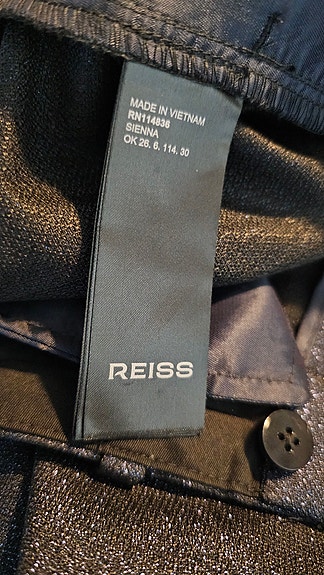 MADE IN VIETNAM
RN114836
SIENNA
OK 26. 6. 114. 30
REISS